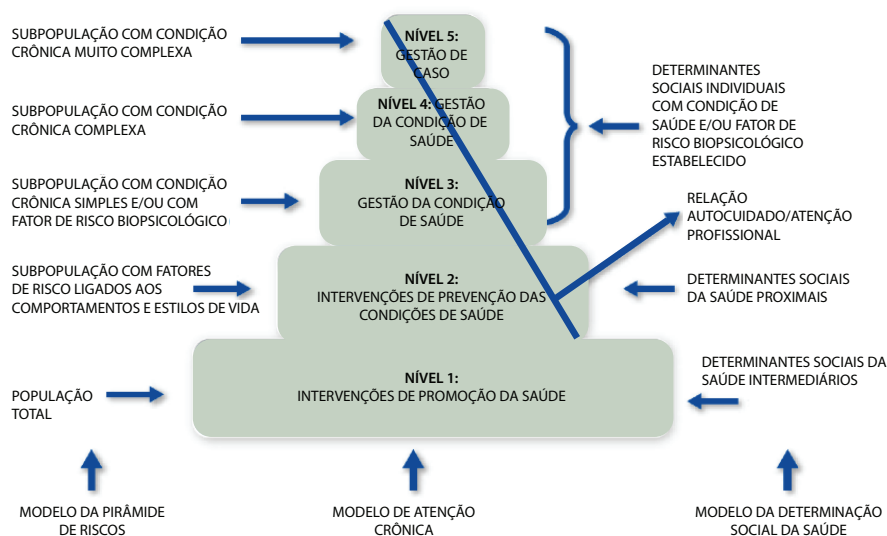 SUBPOPULAÇÃO COM CONDIÇÃO
CRÔNICA MUITO COMPLEXA
SUBPOPULAÇÃO COM CONDIÇÃO
CRÔNICA COMPLEXA
SUBPOPULAÇÃO COM CONDIÇÃO
CRÔNICA SIMPLES E/OU COM
FATOR DE RISCO BIOPSICOLÓGICO
SUBPOPULAÇÃO COM FATORES
DE RISCO LIGADOS AOS
COMPORTAMENTOS E ESTILOS DE VIDA
POPULAÇÃO
TOTAL
MODELO DA PIRÂMIDE
DE RISCOS
NÍVEL 5:
GESTÃO DE
CASO
NÍVEL 4: GESTÃO
DA CONDIÇÃO DE
SAÚDE
NÍVEL 3:
GESTÃO DA CONDIÇÃO
DE SAÚDE
NÍVEL 2:
INTERVENÇÕES DE PREVENÇÃO DAS
CONDIÇÕES DE SAÚDE
NÍVEL 1:
INTERVENÇÕES DE PROMOÇÃO DA SAÚDE
MODELO DE ATENÇÃO
CRÔNICA
DETERMINANTES
SOCIAIS INDIVIDUAIS
COM CONDIÇÃO DE
SAÚDE E/OU FATOR DE
RISCO BIOPSICOLÓGICO
ESTABELECIDO
RELAÇÃO
AUTOCUIDADO/ATENÇÃO
PROFISSIONAL
DETERMINANTES SOCIAIS
DA SAÚDE PROXIMAIS
DETERMINANTES SOCIAIS DA
SAÚDE INTERMEDIÁRIOS
MODELO DA DETERMINAÇÃO
SOCIAL DA SAÚDE